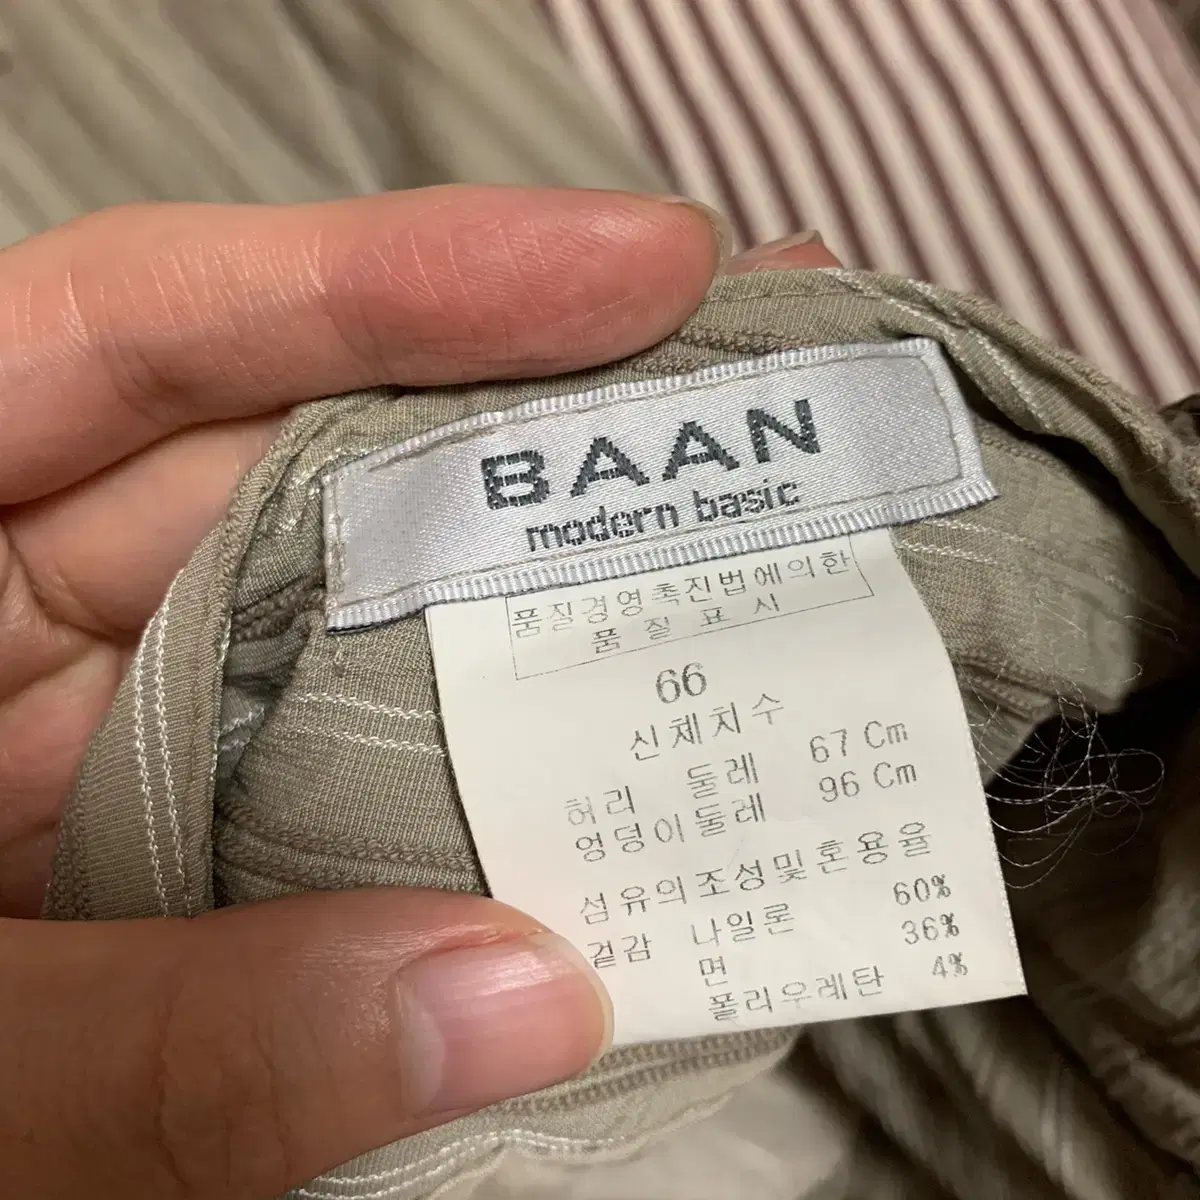 BAAN
modern basic
품질경영촉진법에의한
품 질 표 시
66
신체치수
허리 둘레 67 Cm
엉덩이둘레 96 Cm
섬유의 조성및혼용율
겉감 나일론 60%
면 36%
폴리우레탄 4%